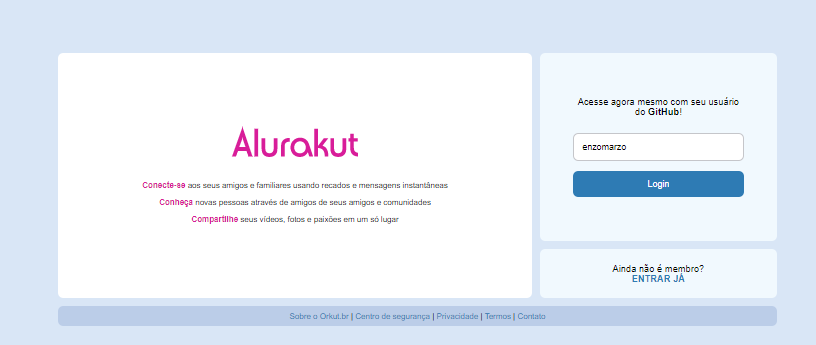 Alurakut
Conecte-se aos seus amigos e familiares usando recados e mensagens instantâneas
Conheça novas pessoas através de amigos de seus amigos e comunidades
Compartilhe seus vídeos, fotos e paixões em um só lugar
Acesse agora mesmo com seu usuário
do GitHub!
enzomarzo
Login
Ainda não é membro?
ENTRAR JÁ
Sobre o Orkut.br | Centro de segurança | Privacidade | Termos | Contato